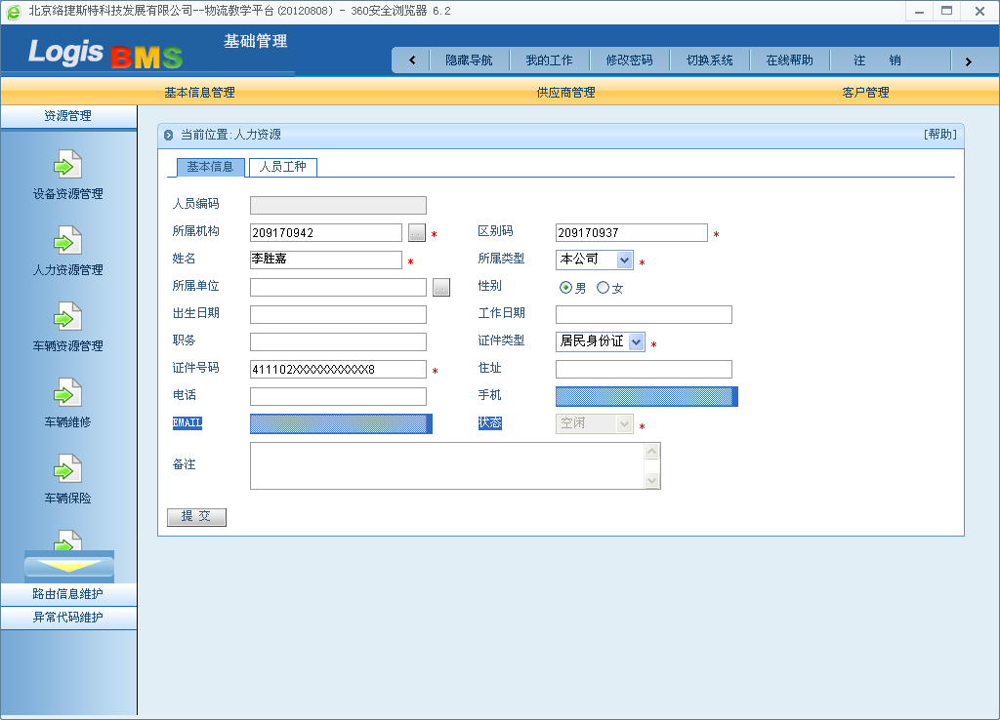 北京络捷斯特科技发展有限公司--物流教学平台(20120808) - 360安全浏览器 6.2
Logis BMS
基础管理
隐藏导航 我的工作 修改密码 切换系统 在线帮助 注 销
基本信息管理 供应商管理 客户管理
资源管理
设备资源管理
人力资源管理
车辆资源管理
车辆维修
车辆保险
路由信息维护
异常代码维护
当前位置:人力资源 [帮助]
基本信息 人员工种
人员编码
所属机构 209170942 ... * 区别码 209170937 *
姓名 李胜嘉 * 所属类型 本公司 *
所属单位 ... 性别 男 女
出生日期 工作日期
职务 证件类型 居民身份证 *
证件号码 411102XXXXXXXXXXX8 * 住址
电话 手机
EMAIL 状态 空闲 *
备注
提 交